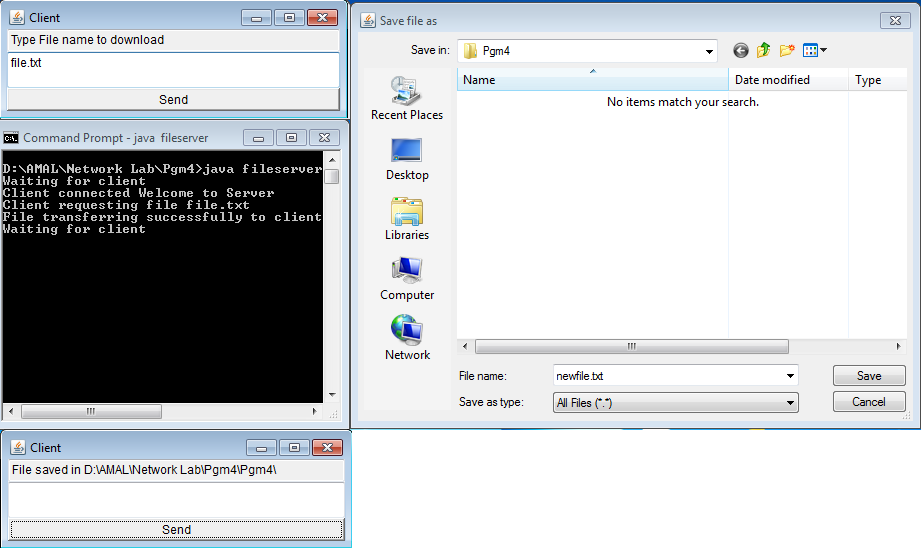 Client
Type File name to download
file.txt
Send
Command Prompt - java fileserver
D:\AMAL\Network Lab\Pgm4>java fileserver
Waiting for client
Client connected Welcome to Server
Client requesting file file.txt
File transferring successfully to client
Waiting for client
Client
File saved in D:\AMAL\Network Lab\Pgm4\Pgm4\
Send
Save file as
Save in: Pgm4
Name Date modified Type
No items match your search.
Recent Places
Desktop
Libraries
Computer
Network
File name: newfile.txt Save
Save as type: All Files (*.*) Cancel